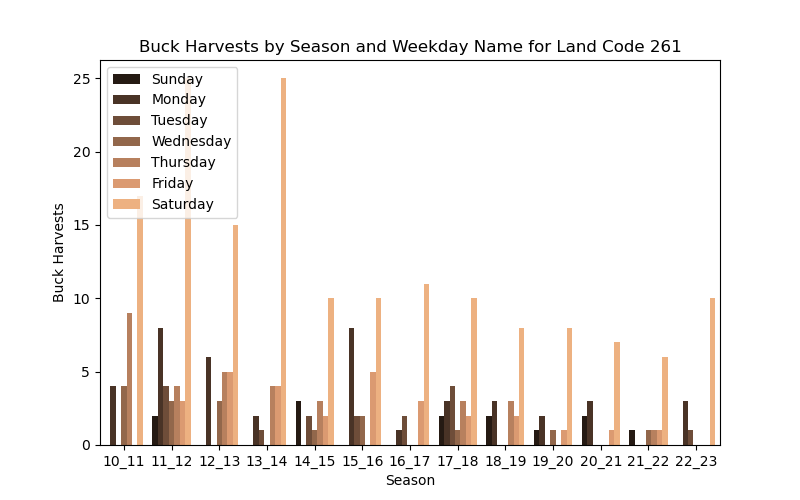 Buck Harvests by Season and Weekday Name for Land Code 261
Sunday
Monday
Tuesday
Wednesday
Thursday
Friday
Saturday
Buck Harvests
25
20
15
10
5
0
10_11 11_12 12_13 13_14 14_15 15_16 16_17 17_18 18_19 19_20 20_21 21_22 22_23
Season